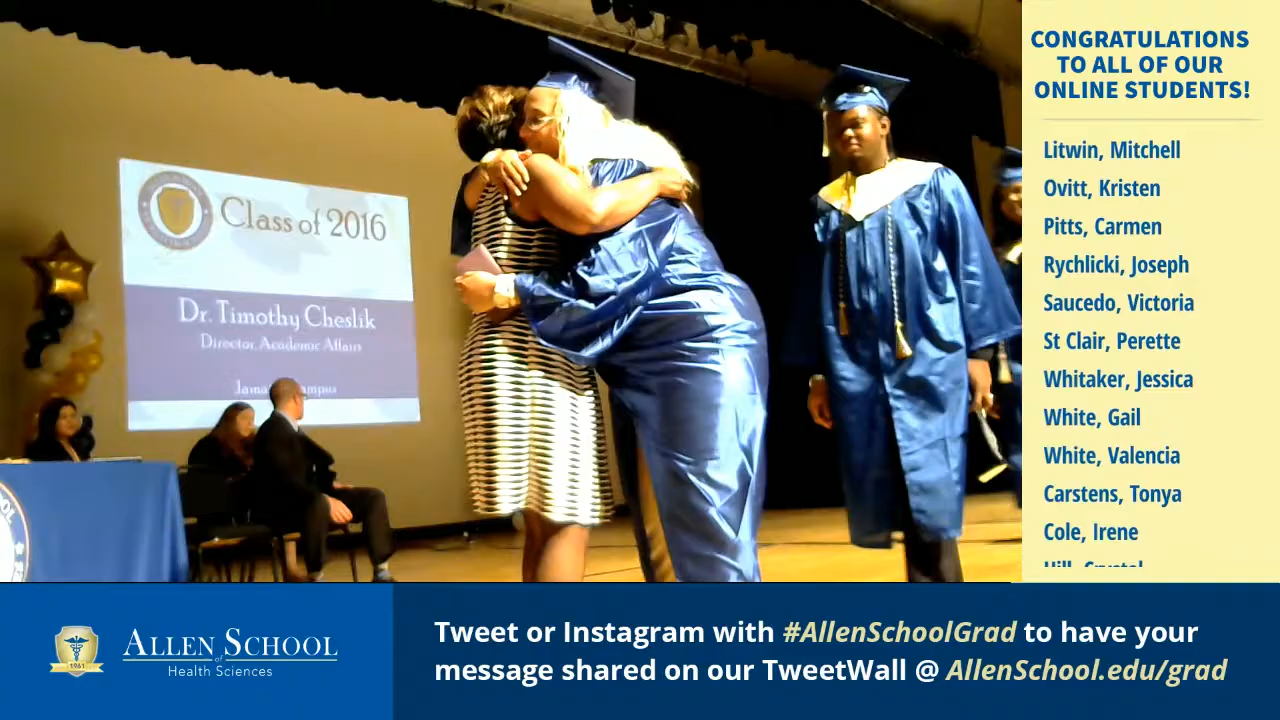 Class of 2016
Dr. Timothy Cheslik
Director, Academic Affairs
CONGRATULATIONS
TO ALL OF OUR
ONLINE STUDENTS!
Litwin, Mitchell
Ovitt, Kristen
Pitts, Carmen
Rychlicki, Joseph
Saucedo, Victoria
St Clair, Perette
Whitaker, Jessica
White, Gail
White, Valencia
Carstens, Tonya
Cole, Irene
1961
ALLEN SCHOOL
of
Health Sciences
Tweet or Instagram with #AllenSchoolGrad to have your
message shared on our TweetWall @ AllenSchool.edu/grad